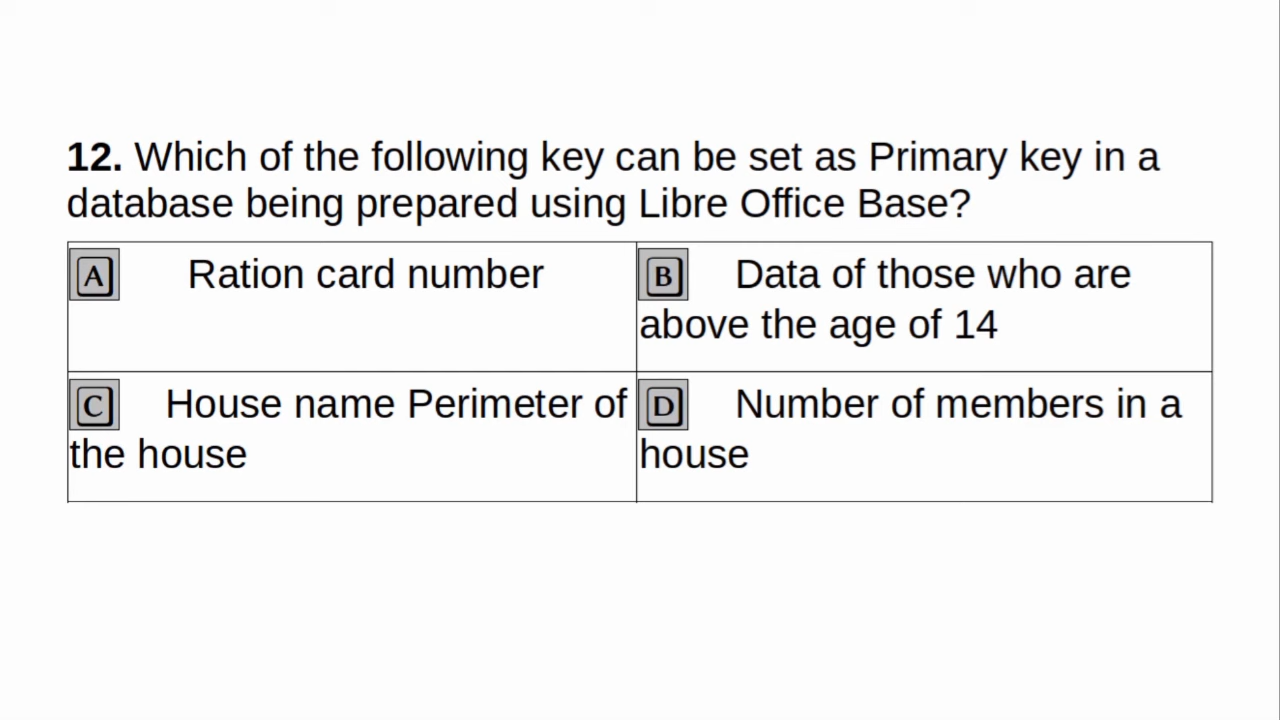 12. Which of the following key can be set as Primary key in a
database being prepared using Libre Office Base?
A Ration card number
B Data of those who are
above the age of 14
C House name Perimeter of
the house
D Number of members in a
house